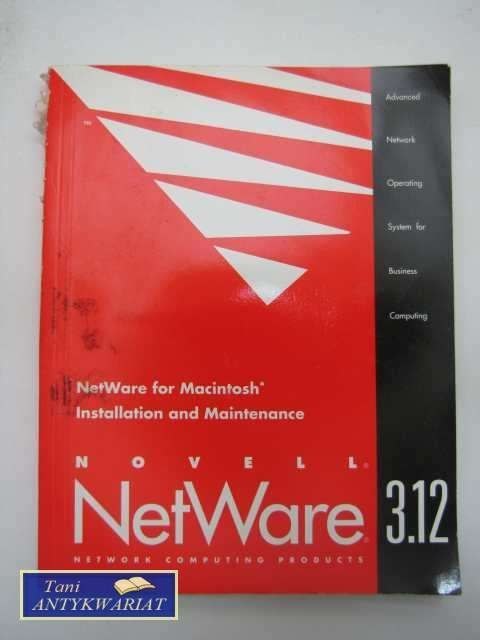 Advanced
Network
Operating
System for
Business
Computing
TM
NetWare for Macintosh®
Installation and Maintenance
NOVELL®
NetWare® 3.12
NETWORK COMPUTING PRODUCTS
Tani
ANTYKWARIAT